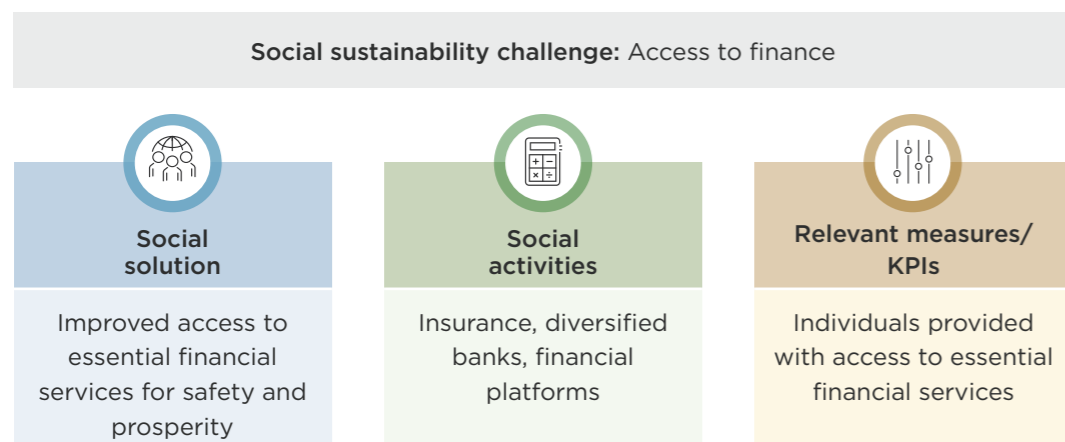 Social sustainability challenge: Access to finance
Social
solution
Improved access to
essential financial
services for safety and
prosperity
Social
activities
Insurance, diversified
banks, financial
platforms
Relevant measures/
KPIs
Individuals provided
with access to essential
financial services